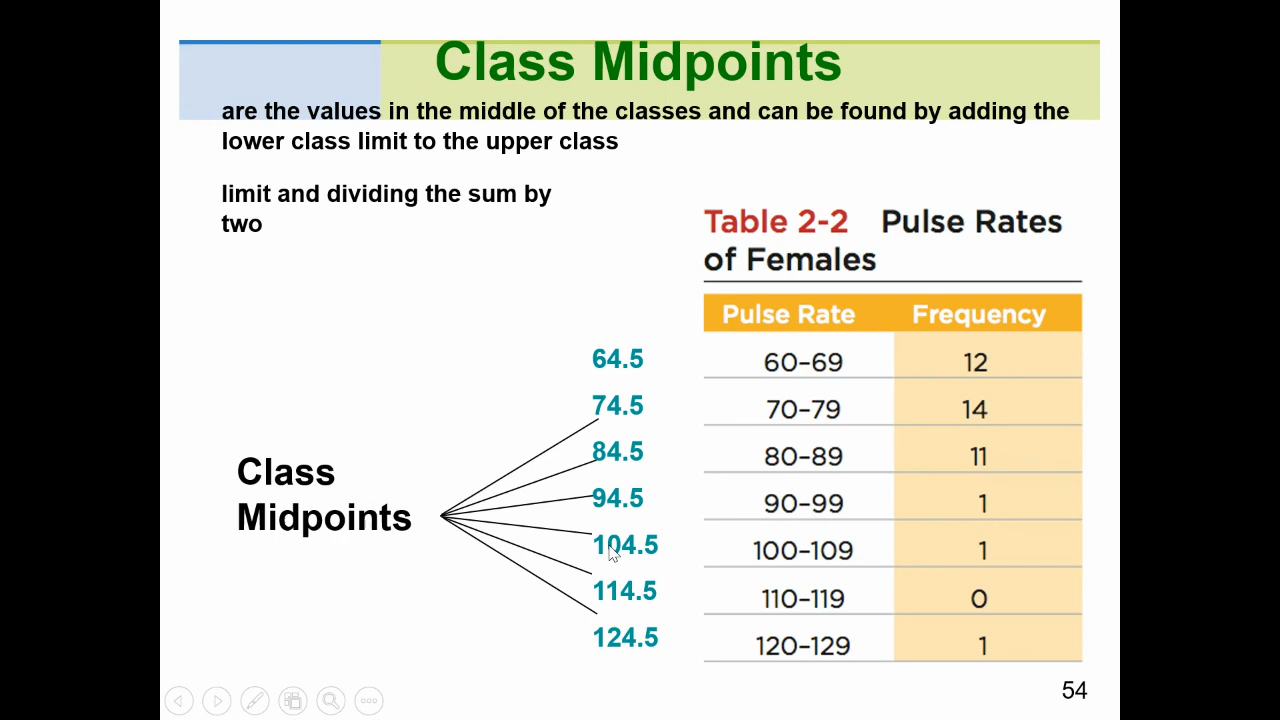 Class Midpoints
are the values in the middle of the classes and can be found by adding the
lower class limit to the upper class
limit and dividing the sum by
two
Table 2-2 Pulse Rates
of Females
Pulse Rate Frequency
64.5 60–69 12
74.5 70–79 14
84.5 80–89 11
Class
94.5 90–99 1
Midpoints
104.5 100–109 1
114.5 110–119 0
124.5 120–129 1
54